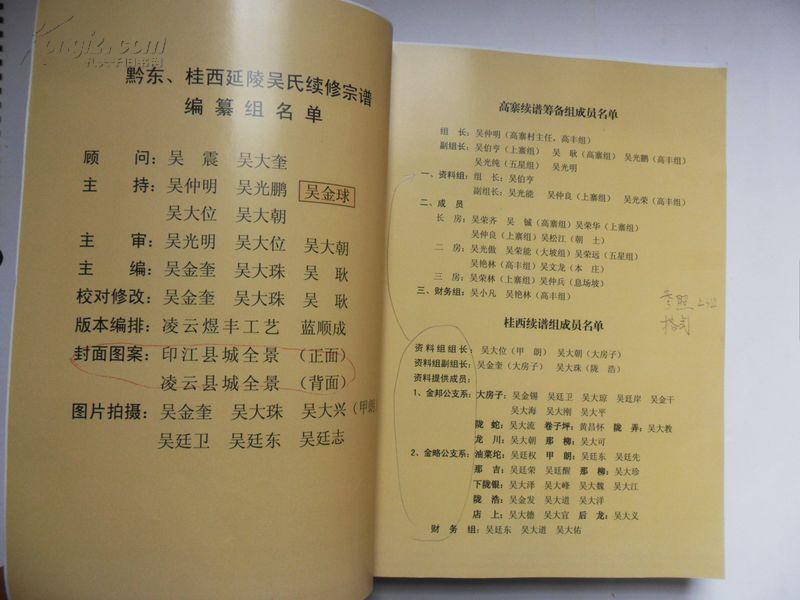 黔东、桂西延陵吴氏续修宗谱
编纂组名单
顾 问：吴 震 吴大奎
主 持：吴仲明 吴光鹏 吴金球
吴大位 吴大朝
主 审：吴光明 吴大位 吴大朝
主 编：吴金奎 吴大珠 吴 耿
校对修改：吴金奎 吴大珠 吴 耿
版本编排：凌云煜丰工艺 蓝顺成
封面图案：印江县城全景（正面）
凌云县城全景（背面）
图片拍摄：吴金奎 吴大珠 吴大兴（甲朗
吴廷卫 吴廷东 吴廷志
高寨续谱筹备组成员名单
组 长：吴仲明（高寨村主任，高丰组）
副组长：吴伯亨（上寨组） 吴 耿（高寨组） 吴光鹏（高丰组）
吴光纯（五星组） 吴光明
一、资料组：组 长：吴伯亨
副组长：吴光能 吴仲良（上寨组） 吴光荣（高丰组）
二、成 员
长 房：吴荣齐 吴 铖（高寨组）吴荣华（上寨组）
吴仲良（上寨组）吴松江（朝 土）
二 房：吴光傲 吴荣能（大坡组）吴荣远（五星组）
吴艳林（高丰组）吴文龙（本 庄）
三 房：吴荣林（上寨组）吴仲兵（息场坡）
三、财务组：吴小凡 吴艳林（高丰组）
参照上边
桂西续谱组成员名单
资料组组长：吴大位（甲 朗） 吴大朝（大房子）
资料组副组长：吴金奎（大房子） 吴大珠（陇 浩）
资料提供成员：
1、金邦公支系：大房子：吴金锡 吴廷卫 吴大琼 吴廷岸 吴金干
吴大海 吴大刚 吴大平
陇 蛇：吴大流 卷子坪：黄昌怀 陇 弄：吴大教
龙 川：吴大朝 那 柳：吴大可
2、金略公支系：油菜坨：吴廷权 甲 朗：吴廷东 吴廷先
那 吉：吴廷荣 吴廷醒 那 柳：吴大珍
下陇银：吴大泽 吴大峰 吴大魏 吴大江
陇 浩：吴金发 吴大道 吴大洋
店 上：吴大德 吴大宜 后 龙：吴大义
财 务 组：吴廷东 吴大道 吴大佑